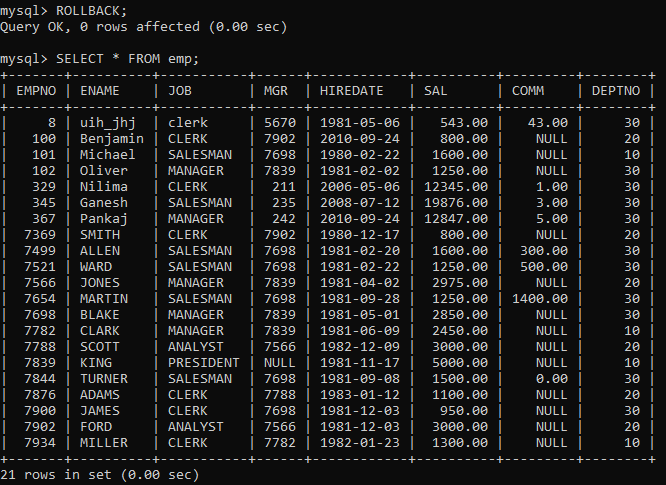 mysql> ROLLBACK;
Query OK, 0 rows affected (0.00 sec)
mysql> SELECT * FROM emp;
+-------+----------+-----------+------+------------+----------+---------+--------+
| EMPNO | ENAME    | JOB       | MGR  | HIREDATE   | SAL      | COMM    | DEPTNO |
+-------+----------+-----------+------+------------+----------+---------+--------+
|     8 | uih_jhj  | clerk     | 5670 | 1981-05-06 |   543.00 |   43.00 |     30 |
|   100 | Benjamin | CLERK     | 7902 | 2010-09-24 |   800.00 |    NULL |     20 |
|   101 | Michael  | SALESMAN  | 7698 | 1980-02-22 |  1600.00 |    NULL |     10 |
|   102 | Oliver   | MANAGER   | 7839 | 1981-02-02 |  1250.00 |    NULL |     30 |
|   329 | Nilima   | CLERK     |  211 | 2006-05-06 | 12345.00 |    1.00 |     30 |
|   345 | Ganesh   | SALESMAN  |  235 | 2008-07-12 | 19876.00 |    3.00 |     30 |
|   367 | Pankaj   | MANAGER   |  242 | 2010-09-24 | 12847.00 |    5.00 |     30 |
|  7369 | SMITH    | CLERK     | 7902 | 1980-12-17 |   800.00 |    NULL |     20 |
|  7499 | ALLEN    | SALESMAN  | 7698 | 1981-02-20 |  1600.00 |  300.00 |     30 |
|  7521 | WARD     | SALESMAN  | 7698 | 1981-02-22 |  1250.00 |  500.00 |     30 |
|  7566 | JONES    | MANAGER   | 7839 | 1981-04-02 |  2975.00 |    NULL |     20 |
|  7654 | MARTIN   | SALESMAN  | 7698 | 1981-09-28 |  1250.00 | 1400.00 |     30 |
|  7698 | BLAKE    | MANAGER   | 7839 | 1981-05-01 |  2850.00 |    NULL |     30 |
|  7782 | CLARK    | MANAGER   | 7839 | 1981-06-09 |  2450.00 |    NULL |     10 |
|  7788 | SCOTT    | ANALYST   | 7566 | 1982-12-09 |  3000.00 |    NULL |     20 |
|  7839 | KING     | PRESIDENT | NULL | 1981-11-17 |  5000.00 |    NULL |     10 |
|  7844 | TURNER   | SALESMAN  | 7698 | 1981-09-08 |  1500.00 |    0.00 |     30 |
|  7876 | ADAMS    | CLERK     | 7788 | 1983-01-12 |  1100.00 |    NULL |     20 |
|  7900 | JAMES    | CLERK     | 7698 | 1981-12-03 |   950.00 |    NULL |     30 |
|  7902 | FORD     | ANALYST   | 7566 | 1981-12-03 |  3000.00 |    NULL |     20 |
|  7934 | MILLER   | CLERK     | 7782 | 1982-01-23 |  1300.00 |    NULL |     10 |
+-------+----------+-----------+------+------------+----------+---------+--------+
21 rows in set (0.00 sec)